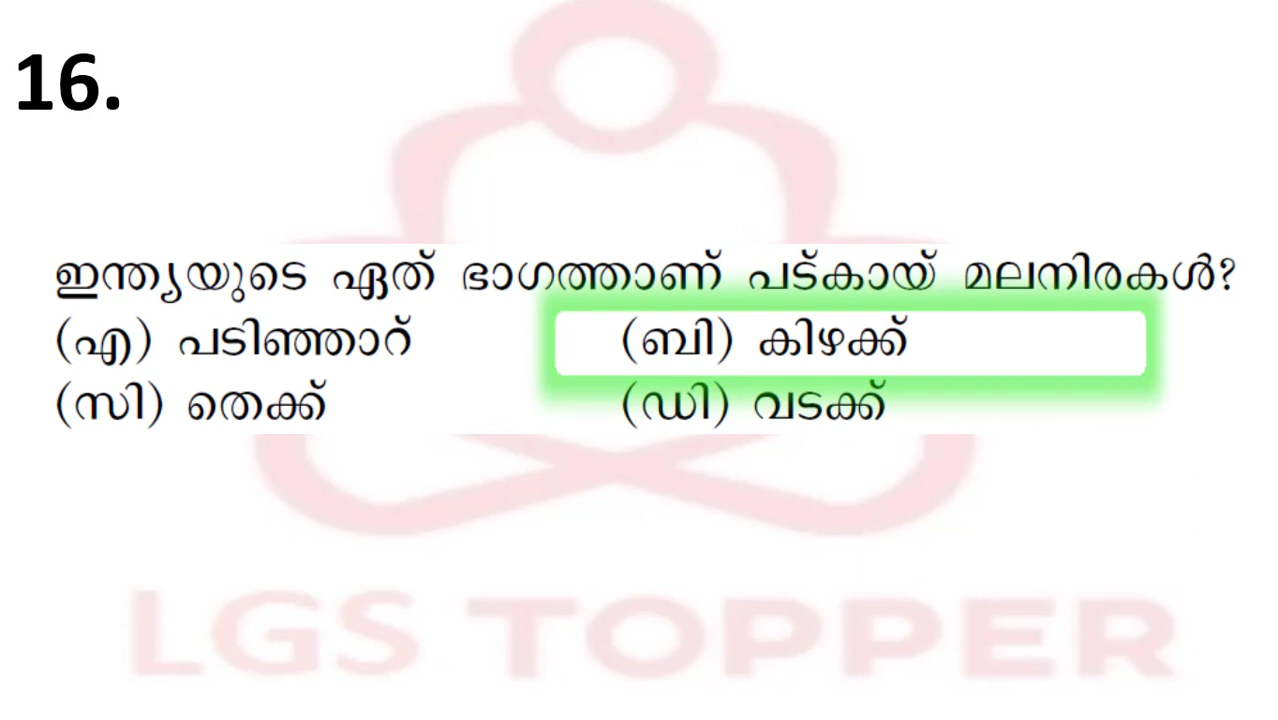 16.
ഇന്ത്യയുടെ ഏത് ഭാഗത്താണ് പട്കായ് മലനിരകൾ?
(എ) പടിഞ്ഞാറ് (ബി) കിഴക്ക്
(സി) തെക്ക് (ഡി) വടക്ക്
LGS TOPPER